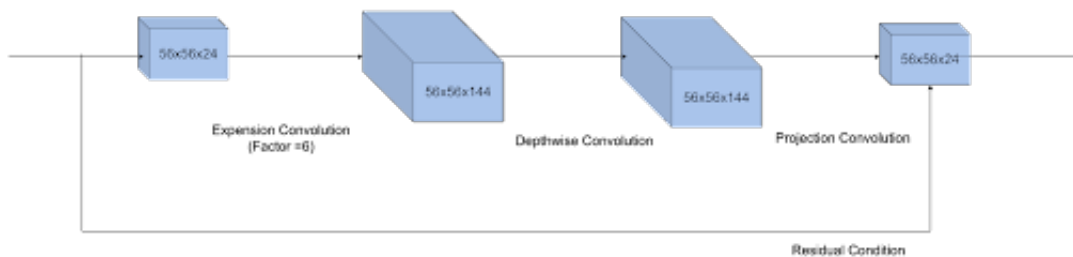 56x56x24
56x56x144
56x56x144
56x56x24
Expension Convolution
(Factor =6)
Depthwise Convolution
Projection Convolution
Residual Condition